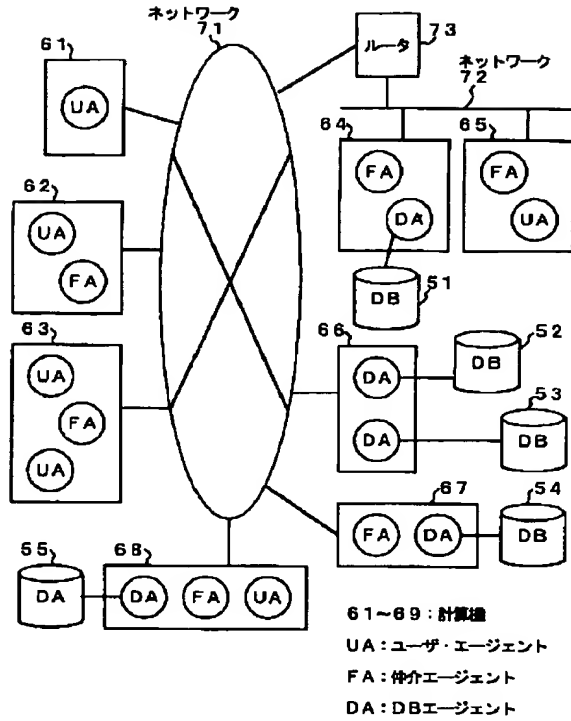 ネットワーク
71
61
UA
ルータ
73
ネットワーク
72
64
65
FA
DA
FA
UA
DB
51
62
UA
FA
63
UA
FA
UA
66
DA
DA
DB
52
DB
53
67
FA
DA
DB
54
55
DA
68
DA
FA
UA
61~69:計算機
UA:ユーザ・エージェント
FA:仲介エージェント
DA:DBエージェント